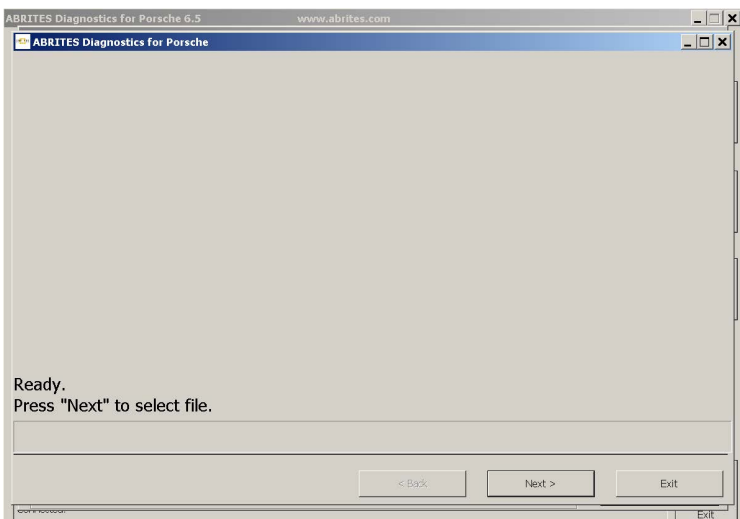 ABRITES Diagnostics for Porsche 6.5 www.abrites.com
ABRITES Diagnostics for Porsche
Ready.
Press "Next" to select file.
< Back Next > Exit
Exit